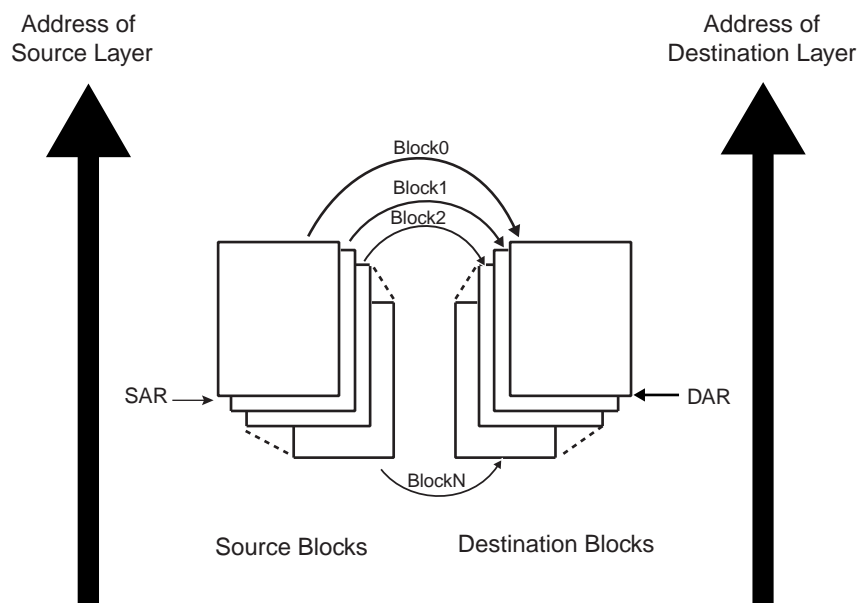 Address of
Source Layer
Address of
Destination Layer
Block0
Block1
Block2
SAR
DAR
BlockN
Source Blocks
Destination Blocks